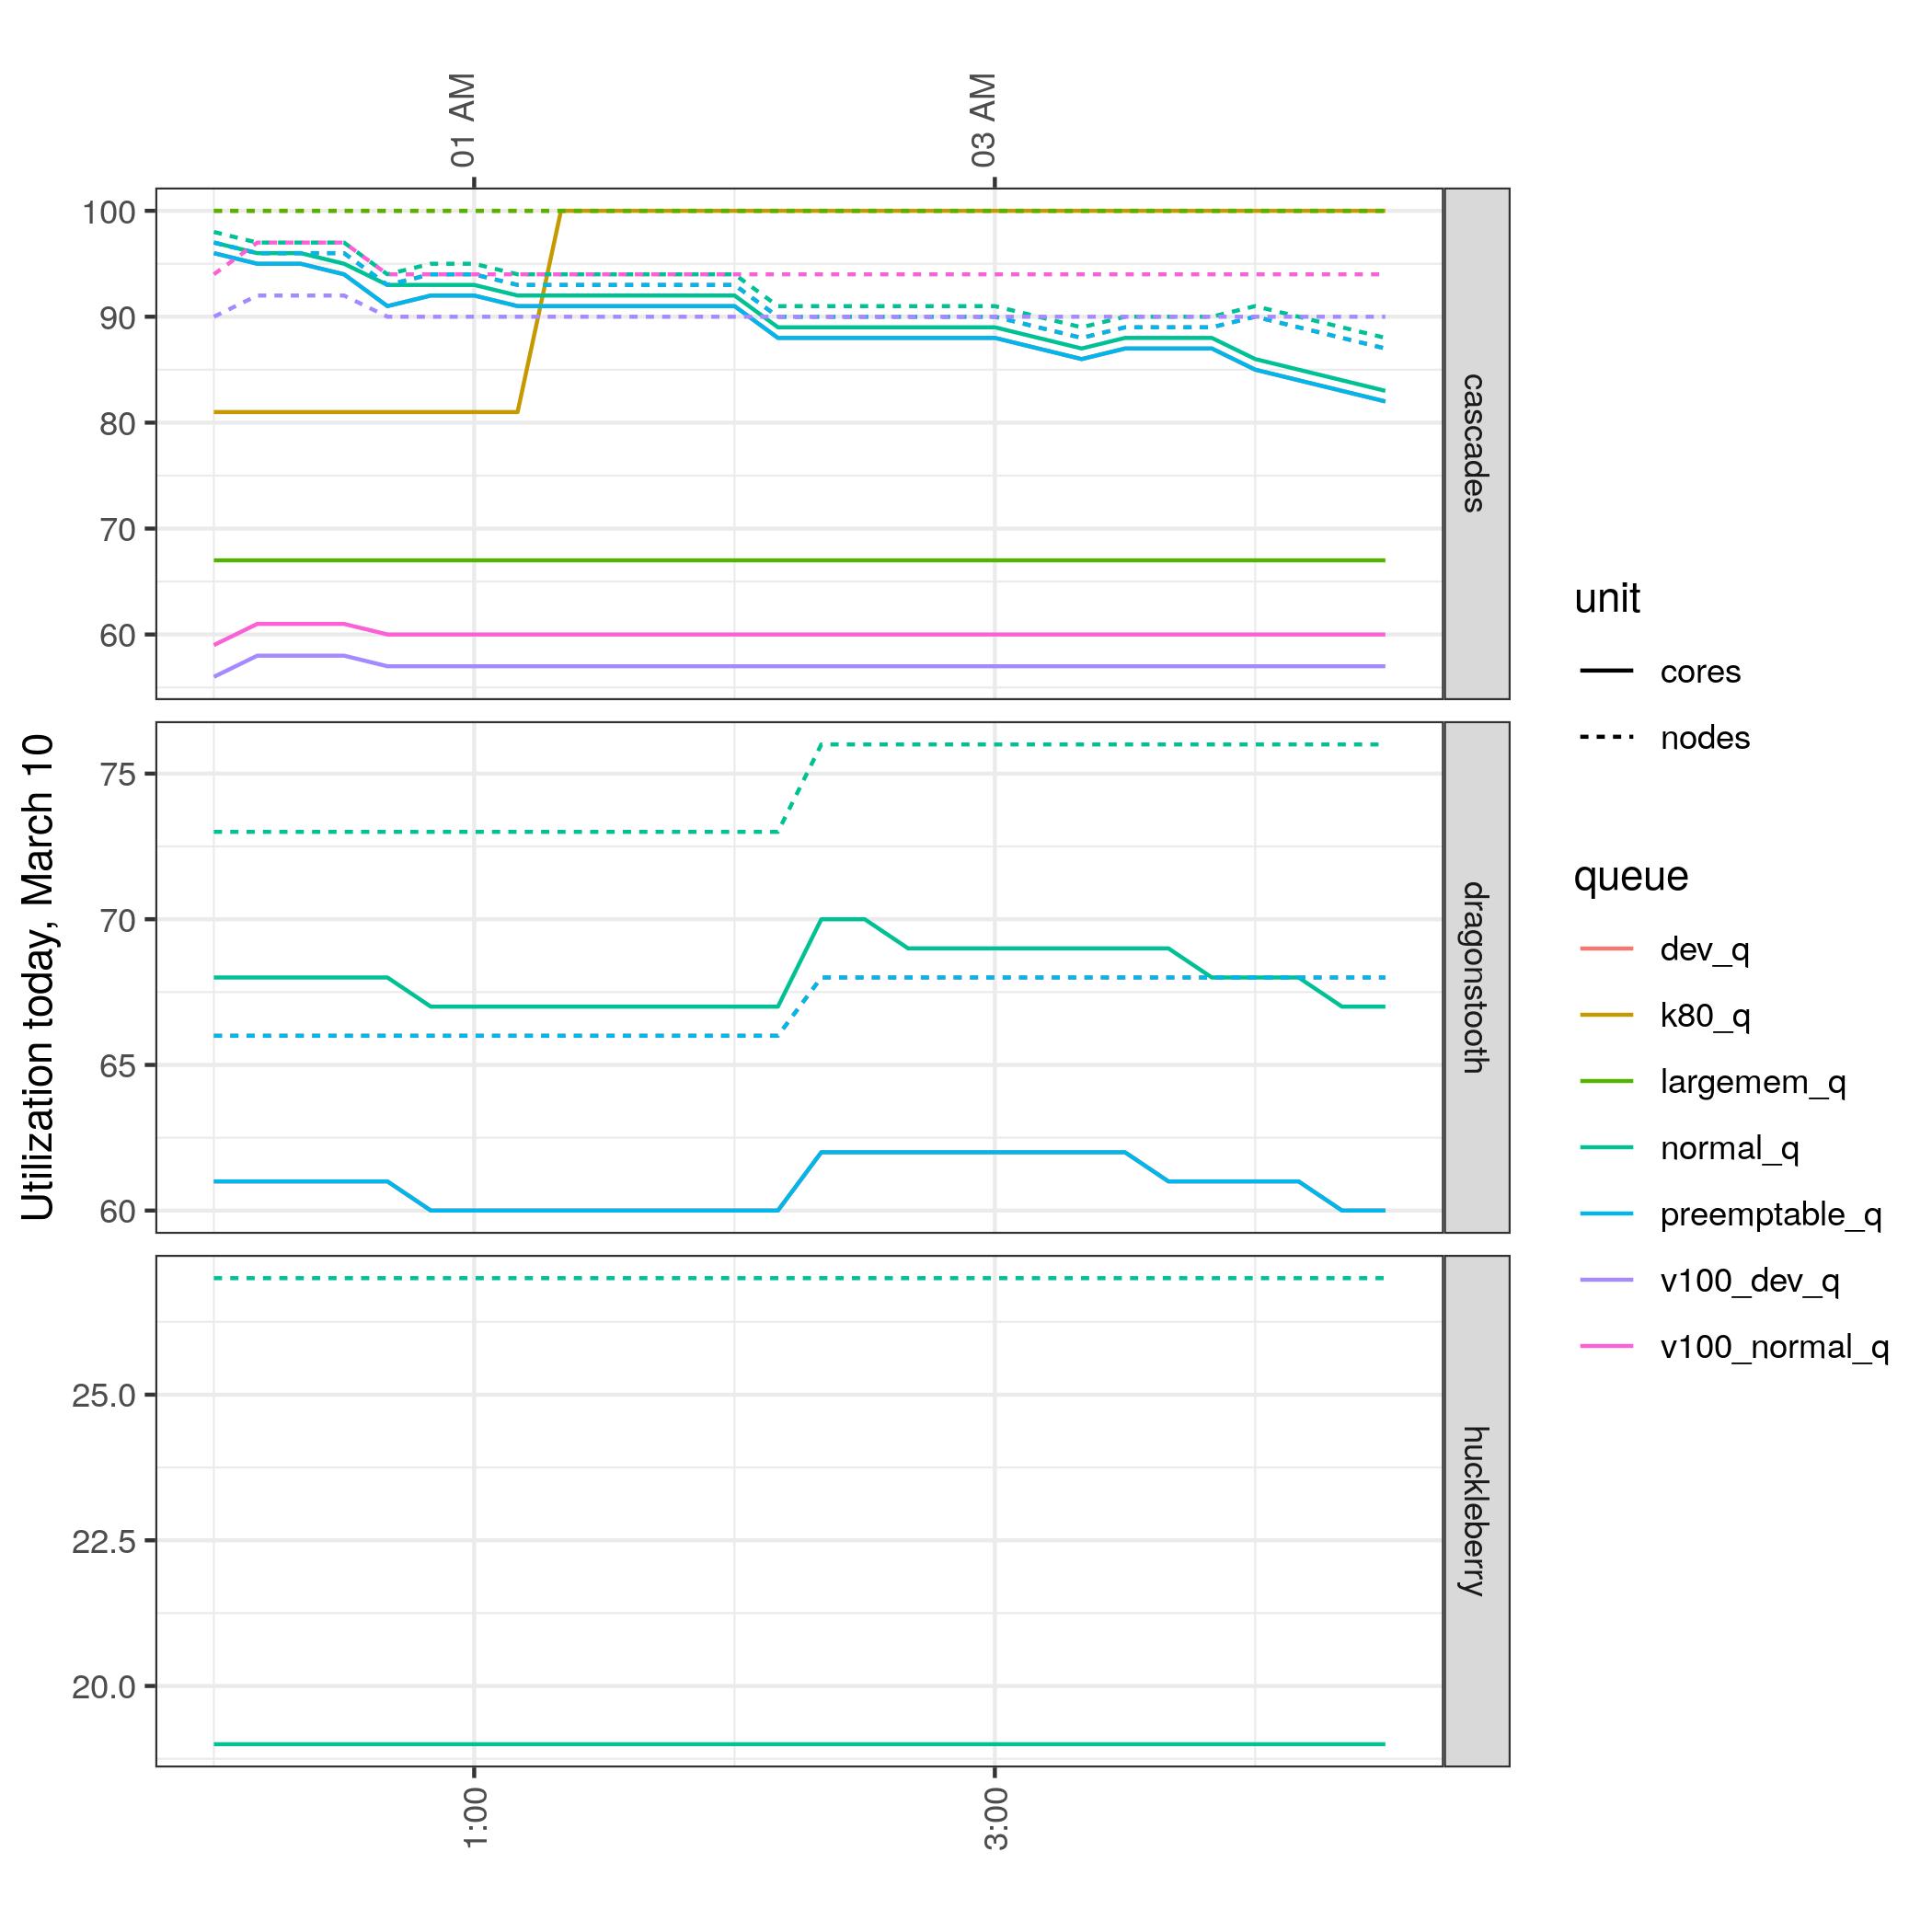 01 AM
03 AM
100
90
80
70
60
cascades
75
70
65
60
dragonstooth
25.0
22.5
20.0
huckleberry
1:00
3:00
Utilization today, March 10
unit
cores
nodes
queue
dev_q
k80_q
largemem_q
normal_q
preemptable_q
v100_dev_q
v100_normal_q